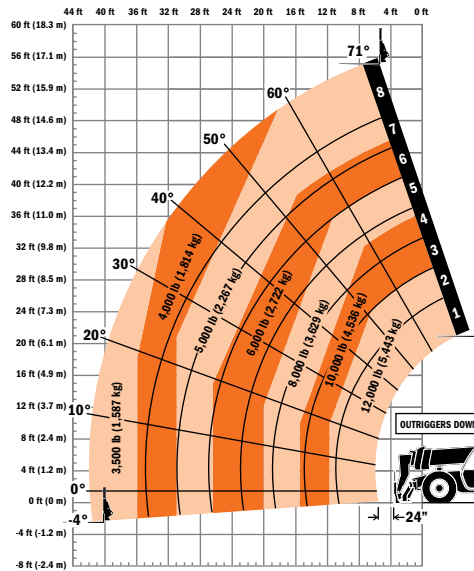 44 ft 40 ft 36 ft 32 ft 28 ft 24 ft 20 ft 16 ft 12 ft 8 ft 4 ft 0 ft
60 ft (18.3 m)
56 ft (17.1 m)
52 ft (15.9 m)
48 ft (14.6 m)
44 ft (13.4 m)
40 ft (12.2 m)
36 ft (11.0 m)
32 ft (9.8 m)
28 ft (8.5 m)
24 ft (7.3 m)
20 ft (6.1 m)
16 ft (4.9 m)
12 ft (3.7 m)
8 ft (2.4 m)
4 ft (1.2 m)
0 ft (0 m)
-4 ft (-1.2 m)
-8 ft (-2.4 m)
71°
60°
50°
40°
30°
20°
10°
0°
-4°
8
7
6
5
4
3
2
1
3,500 lb (1,587 kg)
4,000 lb (1,814 kg)
5,000 lb (2,267 kg)
6,000 lb (2,722 kg)
8,000 lb (3,629 kg)
10,000 lb (4,536 kg)
12,000 lb (5,443 kg)
OUTRIGGERS DOWN
24"